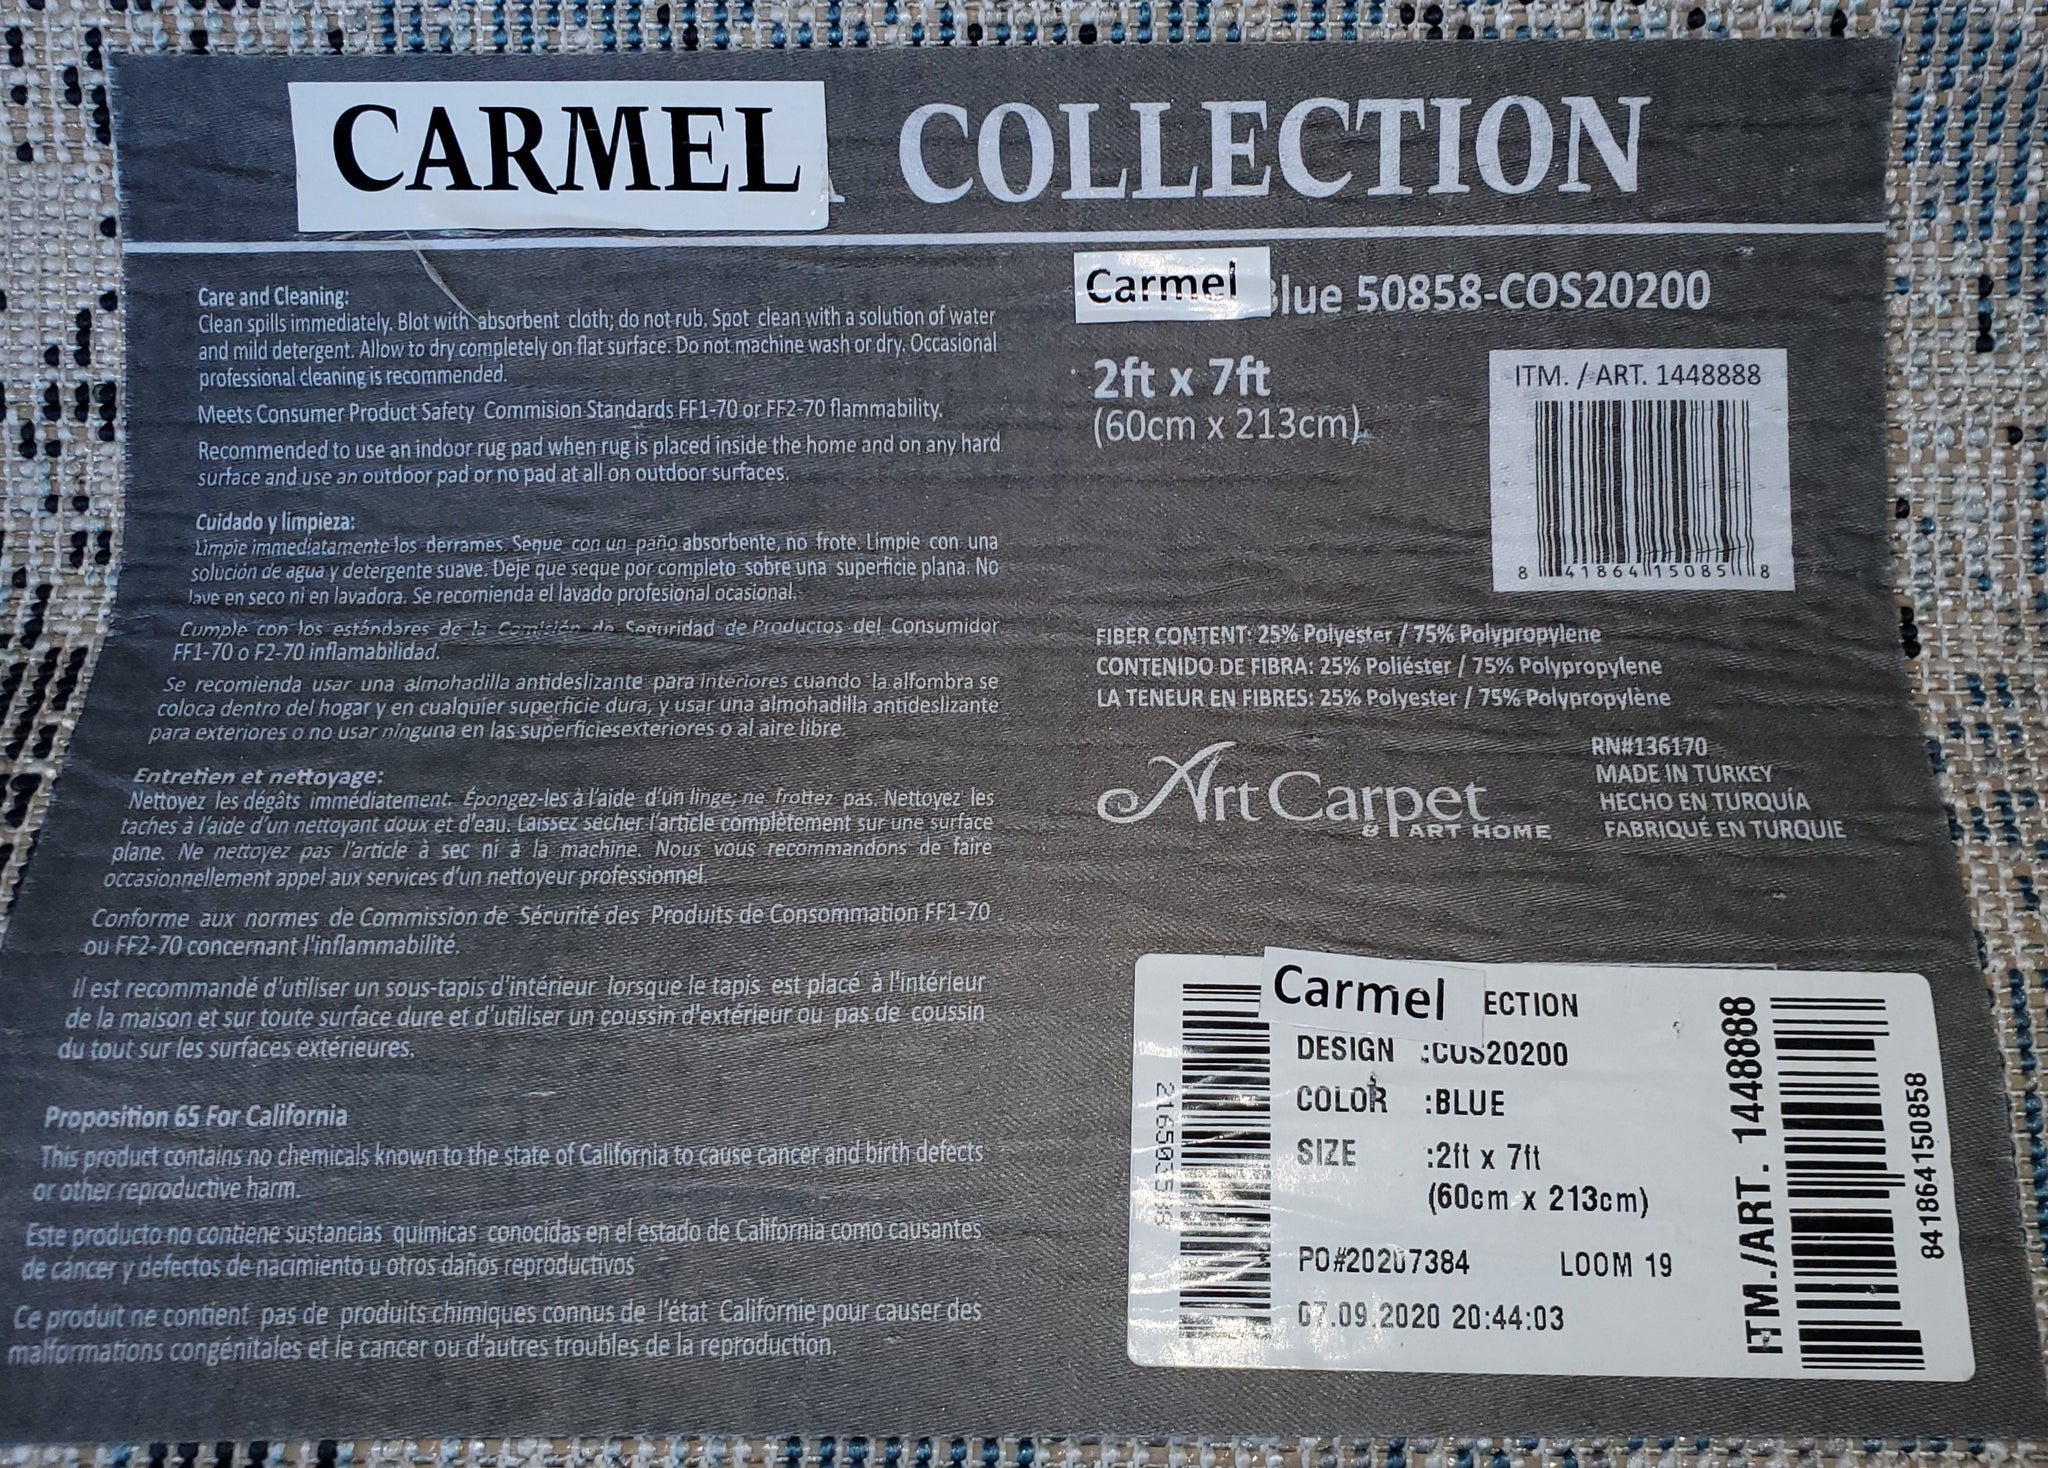 CARMEL COLLECTION
Care and Cleaning:
Clean spills immediately. Blot with absorbent cloth; do not rub. Spot clean with a solution of water
and mild detergent. Allow to dry completely on flat surface. Do not machine wash or dry. Occasional
professional cleaning is recommended.
Meets Consumer Product Safety Commision Standards FF1-70 or FF2-70 flammability.
Recommended to use an indoor rug pad when rug is placed inside the home and on any hard
surface and use an outdoor pad or no pad at all on outdoor surfaces.
Cuidado y limpieza:
Limpie immediatamente los derrames. Seque con un paño absorbente, no frote. Limpie con una
solución de agua y detergente suave. Deje que seque por completo sobre una superficie plana. No
lave en seco ni en lavadora. Se recomienda el lavado profesional ocasional.
Cumple con los estándares de la Comisión de Seguridad de Productos del Consumidor
FF1-70 o F2-70 inflamabilidad.
Se recomienda usar una almohadilla antideslizante para interiores cuando la alfombra se
coloca dentro del hogar y en cualquier superficie dura, y usar una almohadilla antideslizante
para exteriores o no usar ninguna en las superficiesexteriores o al aire libre.
Entretien et nettoyage:
Nettoyez les dégâts immédiatement. Épongez-les à l'aide d'un linge; ne frottez pas. Nettoyez les
taches à l'aide d'un nettoyant doux et d'eau. Laissez sécher l'article complètement sur une surface
plane. Ne nettoyez pas l'article à sec ni à la machine. Nous vous recommandons de faire
occasionnellement appel aux services d'un nettoyeur professionnel.
Conforme aux normes de Commission de Sécurité des Produits de Consommation FF1-70
ou FF2-70 concernant l'inflammabilité.
Il est recommandé d'utiliser un sous-tapis d'intérieur lorsque le tapis est placé à l'intérieur
de la maison et sur toute surface dure et d'utiliser un coussin d'extérieur ou pas de coussin
du tout sur les surfaces extérieures.
Proposition 65 For California
This product contains no chemicals known to the state of California to cause cancer and birth defects
or other reproductive harm.
Este producto no contiene sustancias químicas conocidas en el estado de California como causantes
de cáncer y defectos de nacimiento u otros daños reproductivos
Ce produit ne contient pas de produits chimiques connus de l'état Californie pour causer des
malformations congénitales et le cancer ou d'autres troubles de la reproduction.
Carmel Blue 50858-COS20200
2ft x 7ft
(60cm x 213cm)
ITM. / ART. 1448888
8 41864 15085 8
FIBER CONTENT: 25% Polyester / 75% Polypropylene
CONTENIDO DE FIBRA: 25% Poliéster / 75% Polypropylene
LA TENEUR EN FIBRES: 25% Polyester / 75% Polypropylène
Art Carpet
& ART HOME
RN#136170
MADE IN TURKEY
HECHO EN TURQUÍA
FABRIQUÉ EN TURQUIE
Carmel ECTION
DESIGN :COS20200
COLOR :BLUE
SIZE :2ft x 7ft
(60cm x 213cm)
PO#20207384 LOOM 19
07.09.2020 20:44:03
ITM./ART. 1448888
841864150858